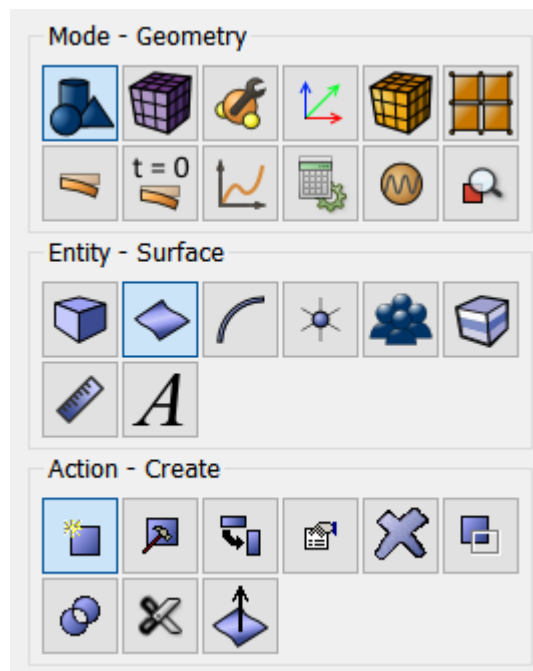 Mode - Geometry
t = 0
Entity - Surface
A
Action - Create